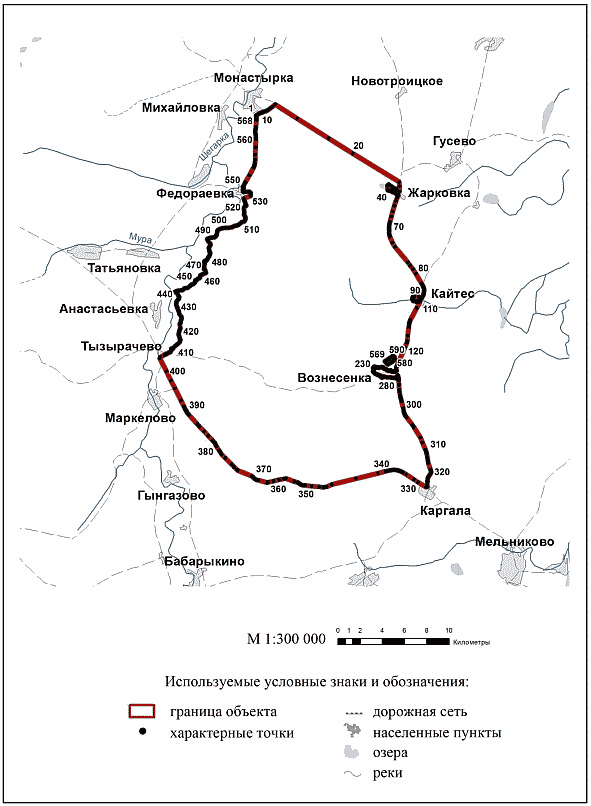 Монастырка
Новотроицкое
Михайловка
1
568
10
560
Шегарка
20
Гусево
550
Федораевка
530
520
40
Жарковка
500
510
490
70
Мура
480
470
Татьяновка
460
450
80
440
90
Кайтес
Анастасьевка
430
110
420
Тызырачево
410
590
120
569
580
400
230
Вознесенка
280
390
300
Маркелово
380
310
370
340
320
Гынгазово
360
350
330
Каргала
Мельниково
Бабарыкино
М 1:300 000
0 1 2 4 6 8 10
Километры
Используемые условные знаки и обозначения:
граница объекта
дорожная сеть
характерные точки
населенные пункты
озера
реки